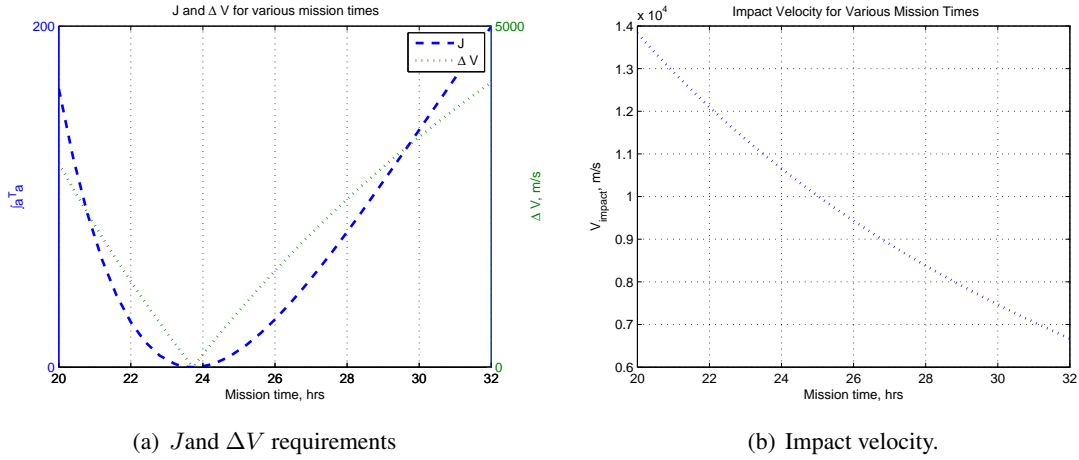 J and Δ V for various mission times
200
5000
J
Δ V
∫aᵀa
Δ V, m/s
0
0
20 22 24 26 28 30 32
Mission time, hrs
(a) J and ΔV requirements
x 10⁴
Impact Velocity for Various Mission Times
1.4
1.3
1.2
1.1
1
0.9
0.8
0.7
0.6
V_impact, m/s
20 22 24 26 28 30 32
Mission time, hrs
(b) Impact velocity.